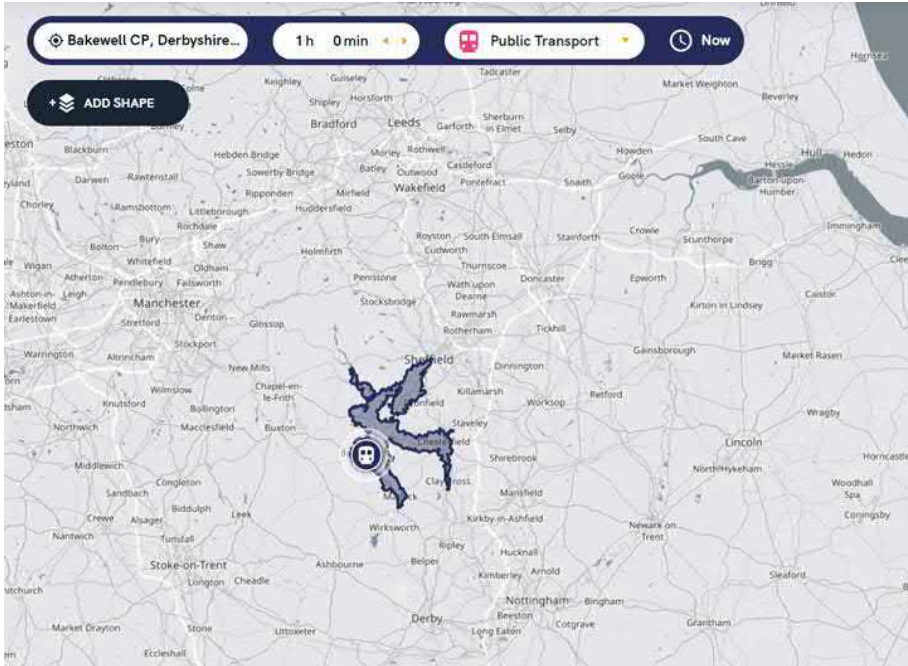 Bakewell CP, Derbyshire...
1 h 0 min
Public Transport
Now
ADD SHAPE
Hornsea
Tadcaster
Keighley
Guiseley
Market Weighton
Beverley
Shipley
Horsforth
Bradford
Leeds
Garforth
Sherburn
in Elmet
Selby
South Cave
Blackburn
Hebden Bridge
Morley
Rothwell
Howden
Hull
Hedon
Darwen
Rawtenstall
Sowerby Bridge
Batley
Outwood
Castleford
Hessle
Ripponden
Mirfield
Wakefield
Pontefract
Snaith
Goole
Barton-upon-
Humber
Chorley
Ramsbottom
Littleborough
Huddersfield
Rochdale
Immingham
Bury
Shaw
Royston
South Elmsall
Stainforth
Crowle
Scunthorpe
Bolton
Holmfirth
Cudworth
Wigan
Whitefield
Oldham
Thurnscoe
Brigg
Atherton
Pendlebury
Failsworth
Penistone
Wath upon
Dearne
Doncaster
Epworth
Ashton-in-
Makerfield
Leigh
Manchester
Stocksbridge
Caistor
Earlestown
Stretford
Denton
Glossop
Rawmarsh
Rotherham
Tickhill
Kirton in Lindsey
Stockport
Gainsborough
Warrington
Altrincham
New Mills
Sheffield
Dinnington
Market Rasen
Wilmslow
Chapel-en-
le-Frith
Killamarsh
Worksop
Retford
Knutsford
Bollington
Northwich
Macclesfield
Buxton
Staveley
Wragby
Chesterfield
Lincoln
Middlewich
Shirebrook
North Hykeham
Horncastle
Sandbach
Congleton
Clay Cross
Mansfield
Woodhall
Spa
Biddulph
Leek
Coningsby
Crewe
Alsager
Wirksworth
Kirkby-in-Ashfield
Newark on
Trent
Nantwich
Tunstall
Ripley
Hucknall
Stoke-on-Trent
Ashbourne
Belper
Longton
Cheadle
Kimberley
Arnold
Sleaford
Nottingham
Bingham
Derby
Beeston
Market Drayton
Stone
Uttoxeter
Long Eaton
Cotgrave
Grantham
Eccleshall